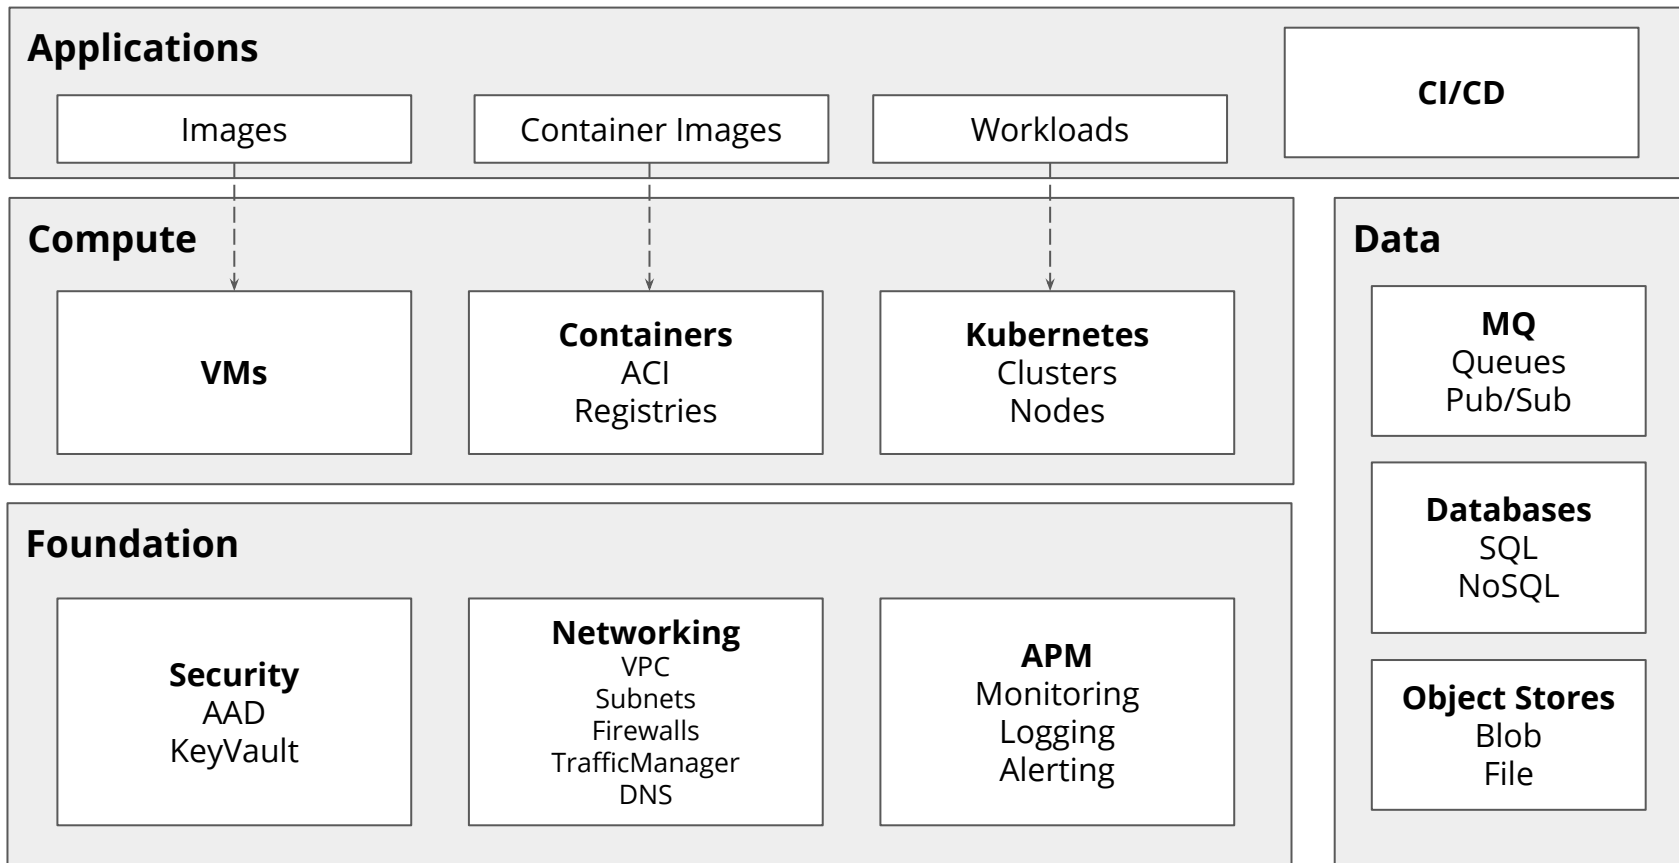 Applications
CI/CD
Images
Container Images
Workloads
Compute
VMs
Containers
ACI
Registries
Kubernetes
Clusters
Nodes
Data
MQ
Queues
Pub/Sub
Databases
SQL
NoSQL
Object Stores
Blob
File
Foundation
Security
AAD
KeyVault
Networking
VPC
Subnets
Firewalls
TrafficManager
DNS
APM
Monitoring
Logging
Alerting